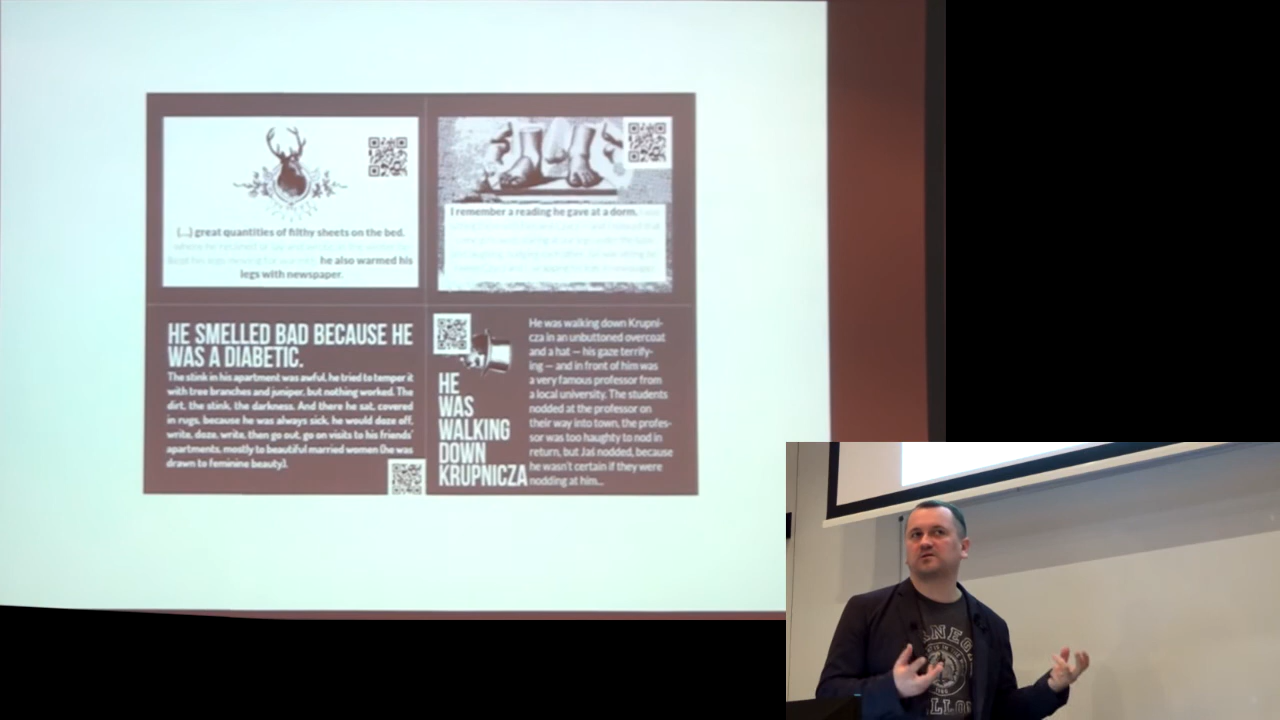 (...) great quantities of filthy sheets on the bed.
he also warmed his
legs with newspaper.
I remember a reading he gave at a dorm.
HE SMELLED BAD BECAUSE HE
WAS A DIABETIC.
The stink in his apartment was awful, he tried to temper it
with tree branches and juniper, but nothing worked. The
dirt, the stink, the darkness. And there he sat, covered
in rugs, because he was always sick, he would doze off,
write, doze, write, then go out, go on visits to his friends'
apartments, mostly to beautiful married women (he was
drawn to feminine beauty).
HE
WAS
WALKING
DOWN
KRUPNICZA
He was walking down Krupni-
cza in an unbuttoned overcoat
and a hat — his gaze terrify-
ing — and in front of him was
a very famous professor from
a local university. The students
nodded at the professor on
their way into town, the profes-
sor was too haughty to nod in
return, but Jaś nodded, because
he wasn't certain if they were
nodding at him...